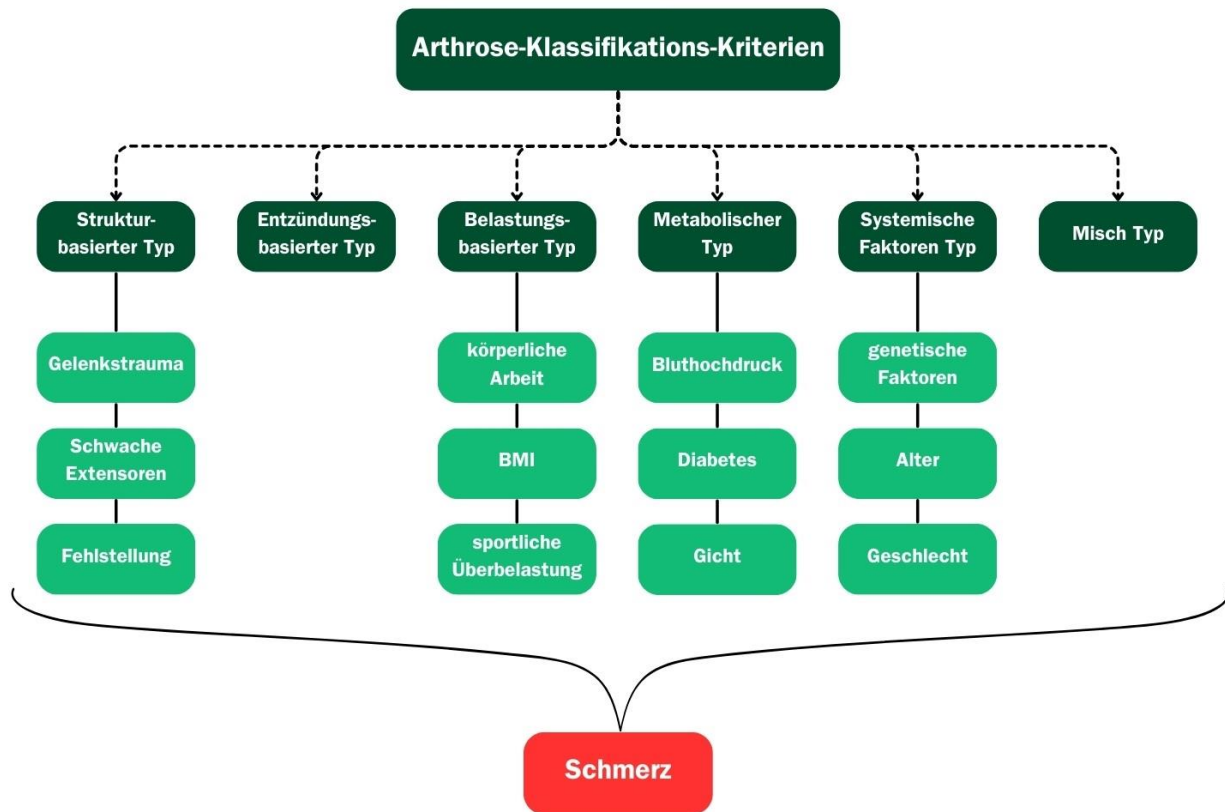 Arthrose-Klassifikations-Kriterien
Struktur-
basierter Typ
Entzündungs-
basierter Typ
Belastungs-
basierter Typ
Metabolischer
Typ
Systemische
Faktoren Typ
Misch Typ
Gelenkstrauma
körperliche
Arbeit
Bluthochdruck
genetische
Faktoren
Schwache
Extensoren
BMI
Diabetes
Alter
Fehlstellung
sportliche
Überbelastung
Gicht
Geschlecht
Schmerz